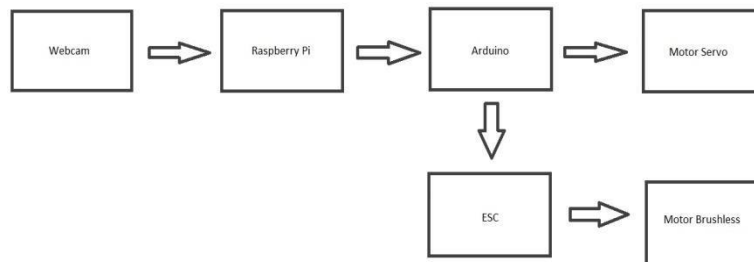 Webcam
Raspberry Pi
Arduino
Motor Servo
ESC
Motor Brushless